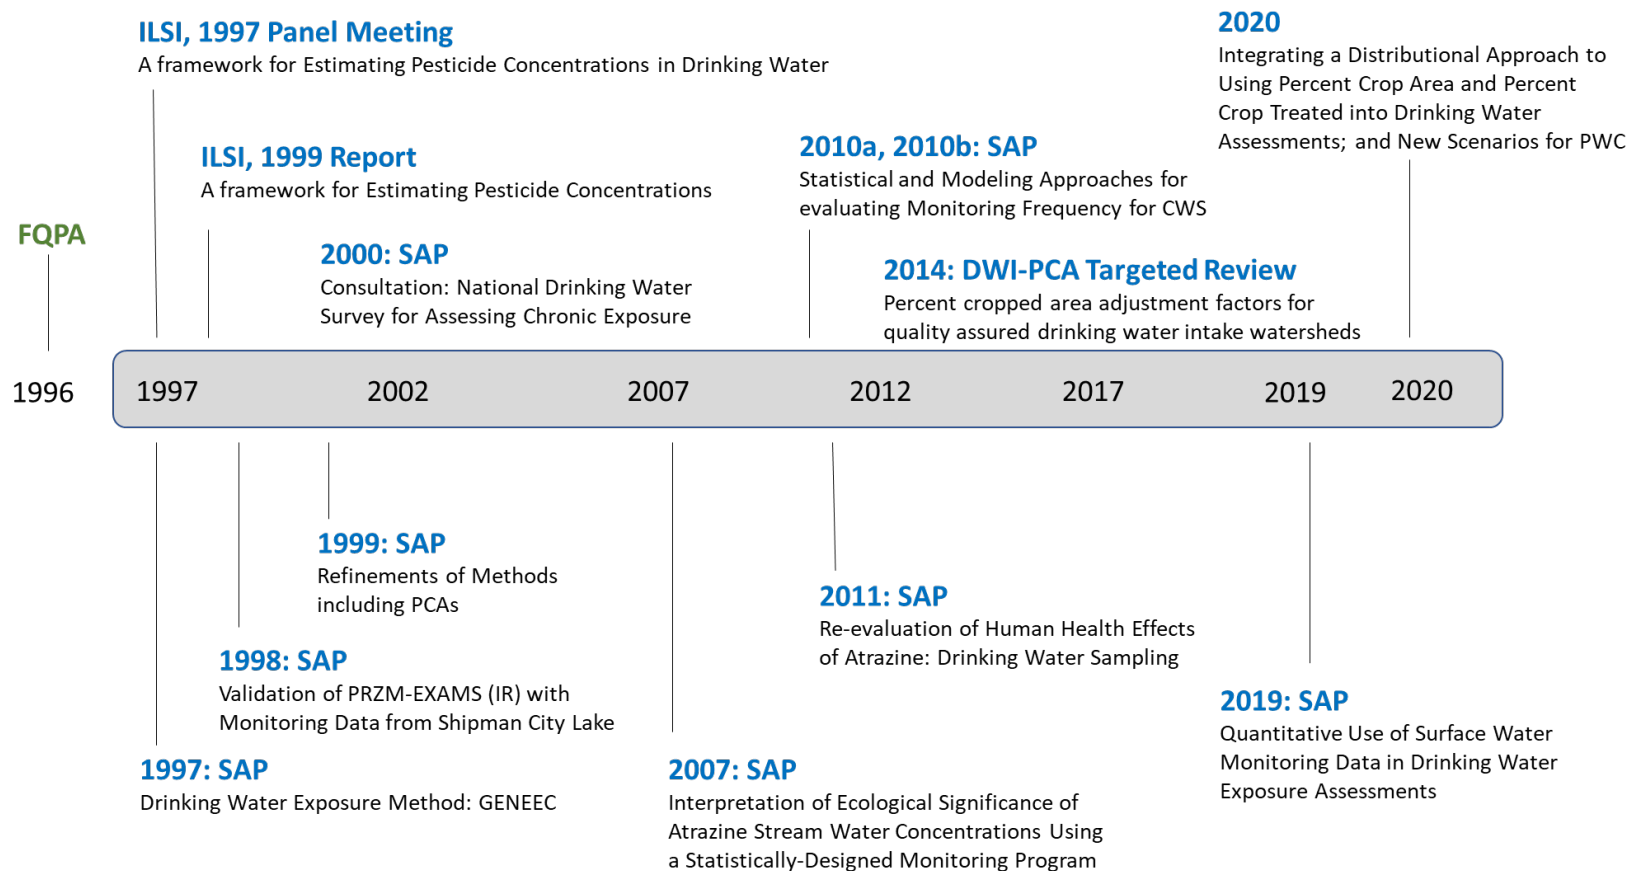 ILSI, 1997 Panel Meeting
A framework for Estimating Pesticide Concentrations in Drinking Water
2020
Integrating a Distributional Approach to
Using Percent Crop Area and Percent
Crop Treated into Drinking Water
Assessments; and New Scenarios for PWC
ILSI, 1999 Report
A framework for Estimating Pesticide Concentrations
2010a, 2010b: SAP
Statistical and Modeling Approaches for
evaluating Monitoring Frequency for CWS
FQPA
2000: SAP
Consultation: National Drinking Water
Survey for Assessing Chronic Exposure
2014: DWI-PCA Targeted Review
Percent cropped area adjustment factors for
quality assured drinking water intake watersheds
1996
1997
2002
2007
2012
2017
2019
2020
1999: SAP
Refinements of Methods
including PCAs
2011: SAP
Re-evaluation of Human Health Effects
of Atrazine: Drinking Water Sampling
1998: SAP
Validation of PRZM-EXAMS (IR) with
Monitoring Data from Shipman City Lake
2019: SAP
Quantitative Use of Surface Water
Monitoring Data in Drinking Water
Exposure Assessments
1997: SAP
Drinking Water Exposure Method: GENEEC
2007: SAP
Interpretation of Ecological Significance of
Atrazine Stream Water Concentrations Using
a Statistically-Designed Monitoring Program